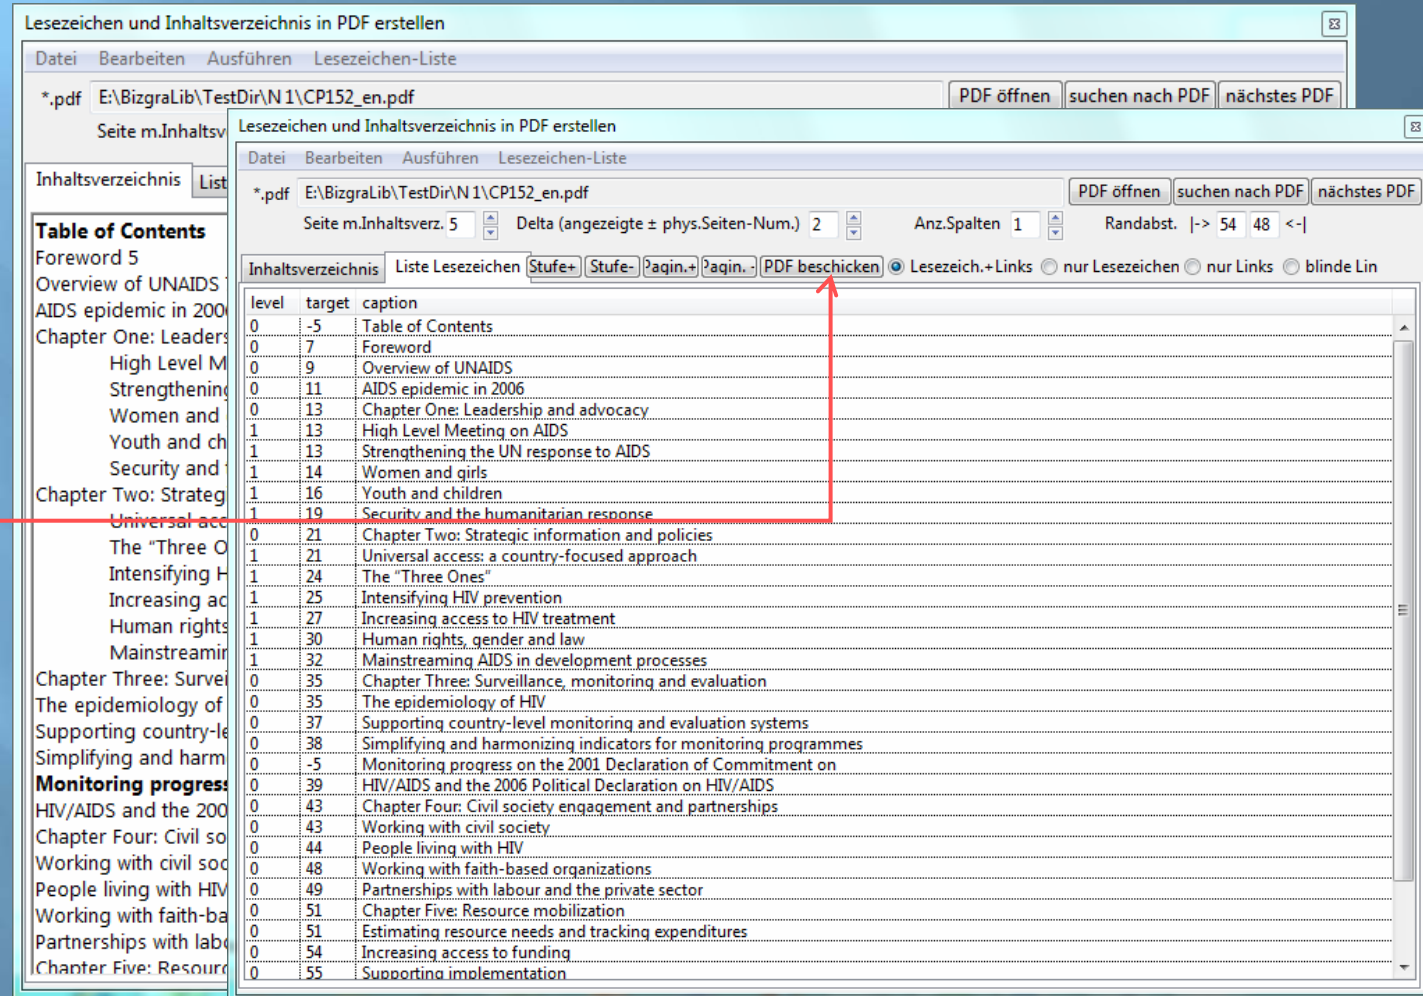 Lesezeichen und Inhaltsverzeichnis in PDF erstellen
Datei Bearbeiten Ausführen Lesezeichen-Liste
*.pdf E:\BizgraLib\TestDir\N 1\CP152_en.pdf PDF öffnen suchen nach PDF nächstes PDF
Seite m.Inhaltsv
Inhaltsverzeichnis List
Table of Contents
Foreword 5
Overview of UNAIDS
AIDS epidemic in 200
Chapter One: Leaders
High Level M
Strengthening
Women and
Youth and ch
Security and
Chapter Two: Strateg
Universal acc
The "Three O
Intensifying H
Increasing ac
Human rights
Mainstreamin
Chapter Three: Survei
The epidemiology of
Supporting country-le
Simplifying and harm
Monitoring progress
HIV/AIDS and the 200
Chapter Four: Civil so
Working with civil soc
People living with HIV
Working with faith-ba
Partnerships with labo
Chapter Five: Resourc
Lesezeichen und Inhaltsverzeichnis in PDF erstellen
Datei Bearbeiten Ausführen Lesezeichen-Liste
*.pdf E:\BizgraLib\TestDir\N 1\CP152_en.pdf PDF öffnen suchen nach PDF nächstes PDF
Seite m.Inhaltsverz. 5 Delta (angezeigte ± phys.Seiten-Num.) 2 Anz.Spalten 1 Randabst. |-> 54 48 <-|
Inhaltsverzeichnis Liste Lesezeichen Stufe+ Stufe- Pagin.+ Pagin. - PDF beschicken Lesezeich.+Links nur Lesezeichen nur Links blinde Lin
level target caption
0 -5 Table of Contents
0 7 Foreword
0 9 Overview of UNAIDS
0 11 AIDS epidemic in 2006
0 13 Chapter One: Leadership and advocacy
1 13 High Level Meeting on AIDS
1 13 Strengthening the UN response to AIDS
1 14 Women and girls
1 16 Youth and children
1 19 Security and the humanitarian response
0 21 Chapter Two: Strategic information and policies
1 21 Universal access: a country-focused approach
1 24 The "Three Ones"
1 25 Intensifying HIV prevention
1 27 Increasing access to HIV treatment
1 30 Human rights, gender and law
1 32 Mainstreaming AIDS in development processes
0 35 Chapter Three: Surveillance, monitoring and evaluation
0 35 The epidemiology of HIV
0 37 Supporting country-level monitoring and evaluation systems
0 38 Simplifying and harmonizing indicators for monitoring programmes
0 -5 Monitoring progress on the 2001 Declaration of Commitment on
0 39 HIV/AIDS and the 2006 Political Declaration on HIV/AIDS
0 43 Chapter Four: Civil society engagement and partnerships
0 43 Working with civil society
0 44 People living with HIV
0 48 Working with faith-based organizations
0 49 Partnerships with labour and the private sector
0 51 Chapter Five: Resource mobilization
0 51 Estimating resource needs and tracking expenditures
0 54 Increasing access to funding
0 55 Supporting implementation